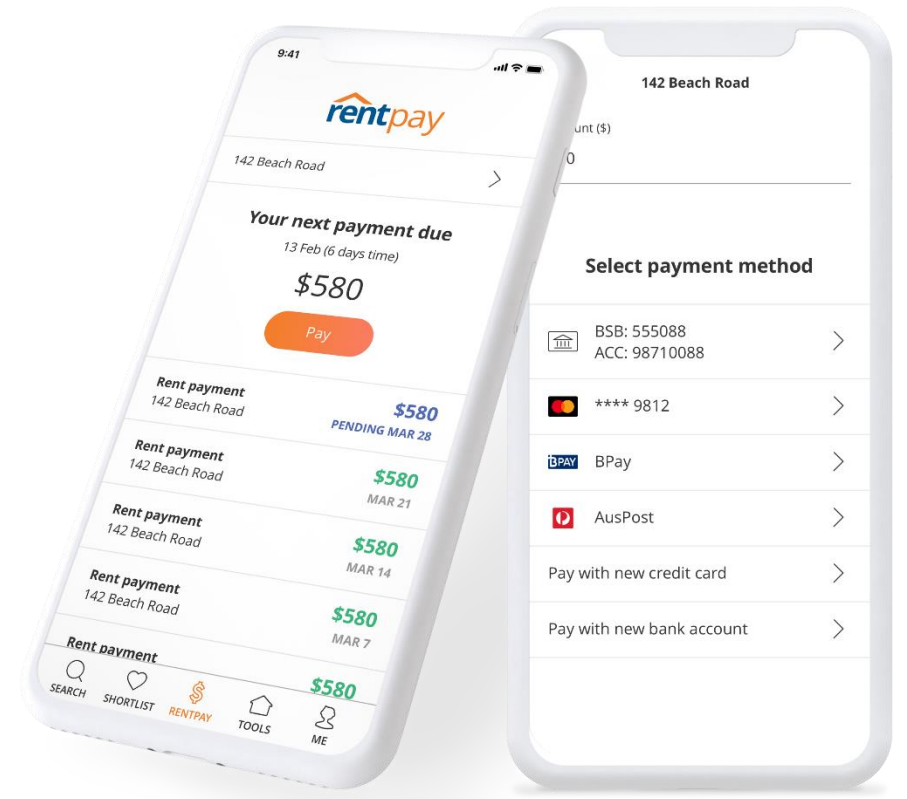 9:41
rentpay
142 Beach Road
Your next payment due
13 Feb (6 days time)
$580
Pay
Rent payment
142 Beach Road
$580
PENDING MAR 28
Rent payment
142 Beach Road
$580
MAR 21
Rent payment
142 Beach Road
$580
MAR 14
Rent payment
142 Beach Road
$580
MAR 7
Rent payment
$580
SEARCH
SHORTLIST
RENTPAY
TOOLS
ME
142 Beach Road
unt ($)
0
Select payment method
BSB: 555088
ACC: 98710088
**** 9812
BPAY
BPay
AusPost
Pay with new credit card
Pay with new bank account